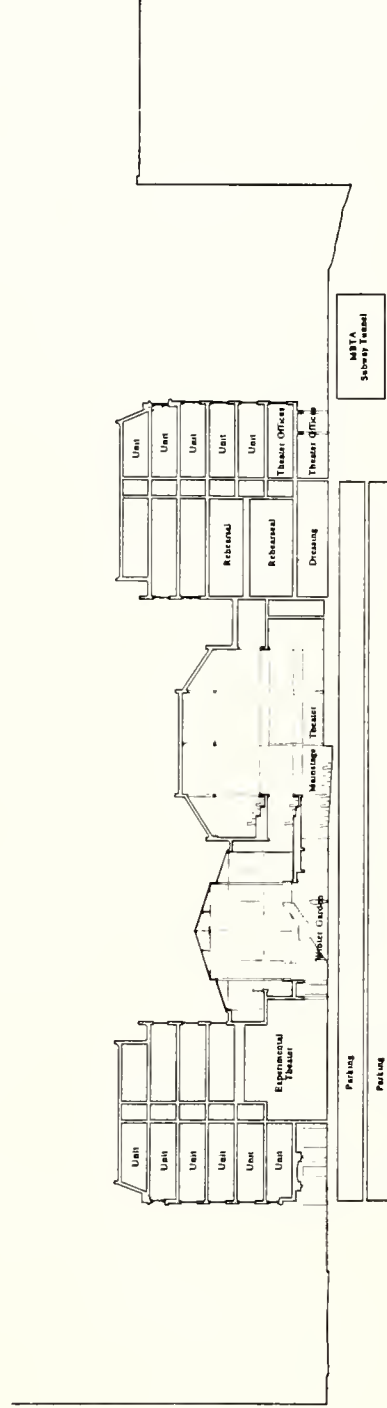 Unit
Unit
Unit
Unit
Unit
Unit
Experimental
Theater
Winter Garden
Mainstage Theater
Rehearsal
Rehearseal
Dressing
Unit
Unit
Unit
Unit
Unit
Theater Offices
Theater Offices
MBTA
Subway Tunnel
Parking
Parking